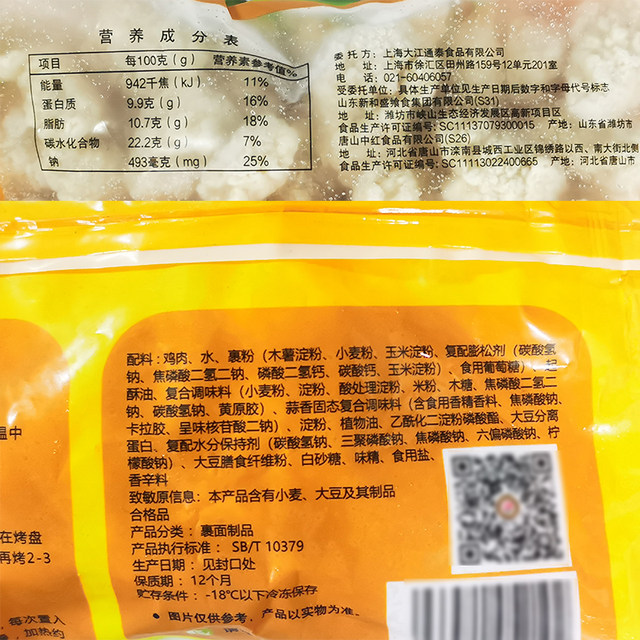 营养成分表
项目 每100克（g） 营养素参考值%
能量 942千焦（kJ） 11%
蛋白质 9.9克（g） 16%
脂肪 10.7克（g） 18%
碳水化合物 22.2克（g） 7%
钠 493毫克（mg） 25%
委托方：上海大江通泰食品有限公司
地址：上海市徐汇区田州路159号12单元201室
电话：021-60406057
受委托单位：具体生产单位见生产日期后数字和字母代号标志
山东新和盛飨食集团有限公司(S31)
地址：潍坊市峡山生态经济发展区高新项目区
食品生产许可证编号：SC11137079300015 产地：山东省潍坊市
唐山中红食品有限公司(S26)
地址：河北省唐山市滦南县城西工业区锦绣路以西、南大街北侧
食品生产许可证编号：SC11113022400665 产地：河北省唐山市
配料：鸡肉、水、裹粉（木薯淀粉、小麦粉、玉米淀粉、复配膨松剂（碳酸氢
钠、焦磷酸二氢二钠、磷酸二氢钙、碳酸钙、玉米淀粉）、食用葡萄糖）、起
酥油、复合调味料（小麦粉、淀粉、酸处理淀粉、米粉、木糖、焦磷酸二氢二
钠、碳酸氢钠、黄原胶）、蒜香固态复合调味料（含食用香精香料、焦磷酸钠、
卡拉胶、呈味核苷酸二钠）、淀粉、植物油、乙酰化二淀粉磷酸酯、大豆分离
蛋白、复配水分保持剂（碳酸氢钠、三聚磷酸钠、焦磷酸钠、六偏磷酸钠、柠
檬酸钠）、大豆膳食纤维粉、白砂糖、味精、食用盐、
香辛料
致敏原信息：本产品含有小麦、大豆及其制品
合格品
产品分类：裹面制品
产品执行标准：SB/T 10379
生产日期：见封口处
保质期：12个月
贮存条件：-18℃以下冷冻保存
• 图片仅供参考，产品以实物为准。
温中
在烤盘
再烤2-3
，每次置入
，加热约